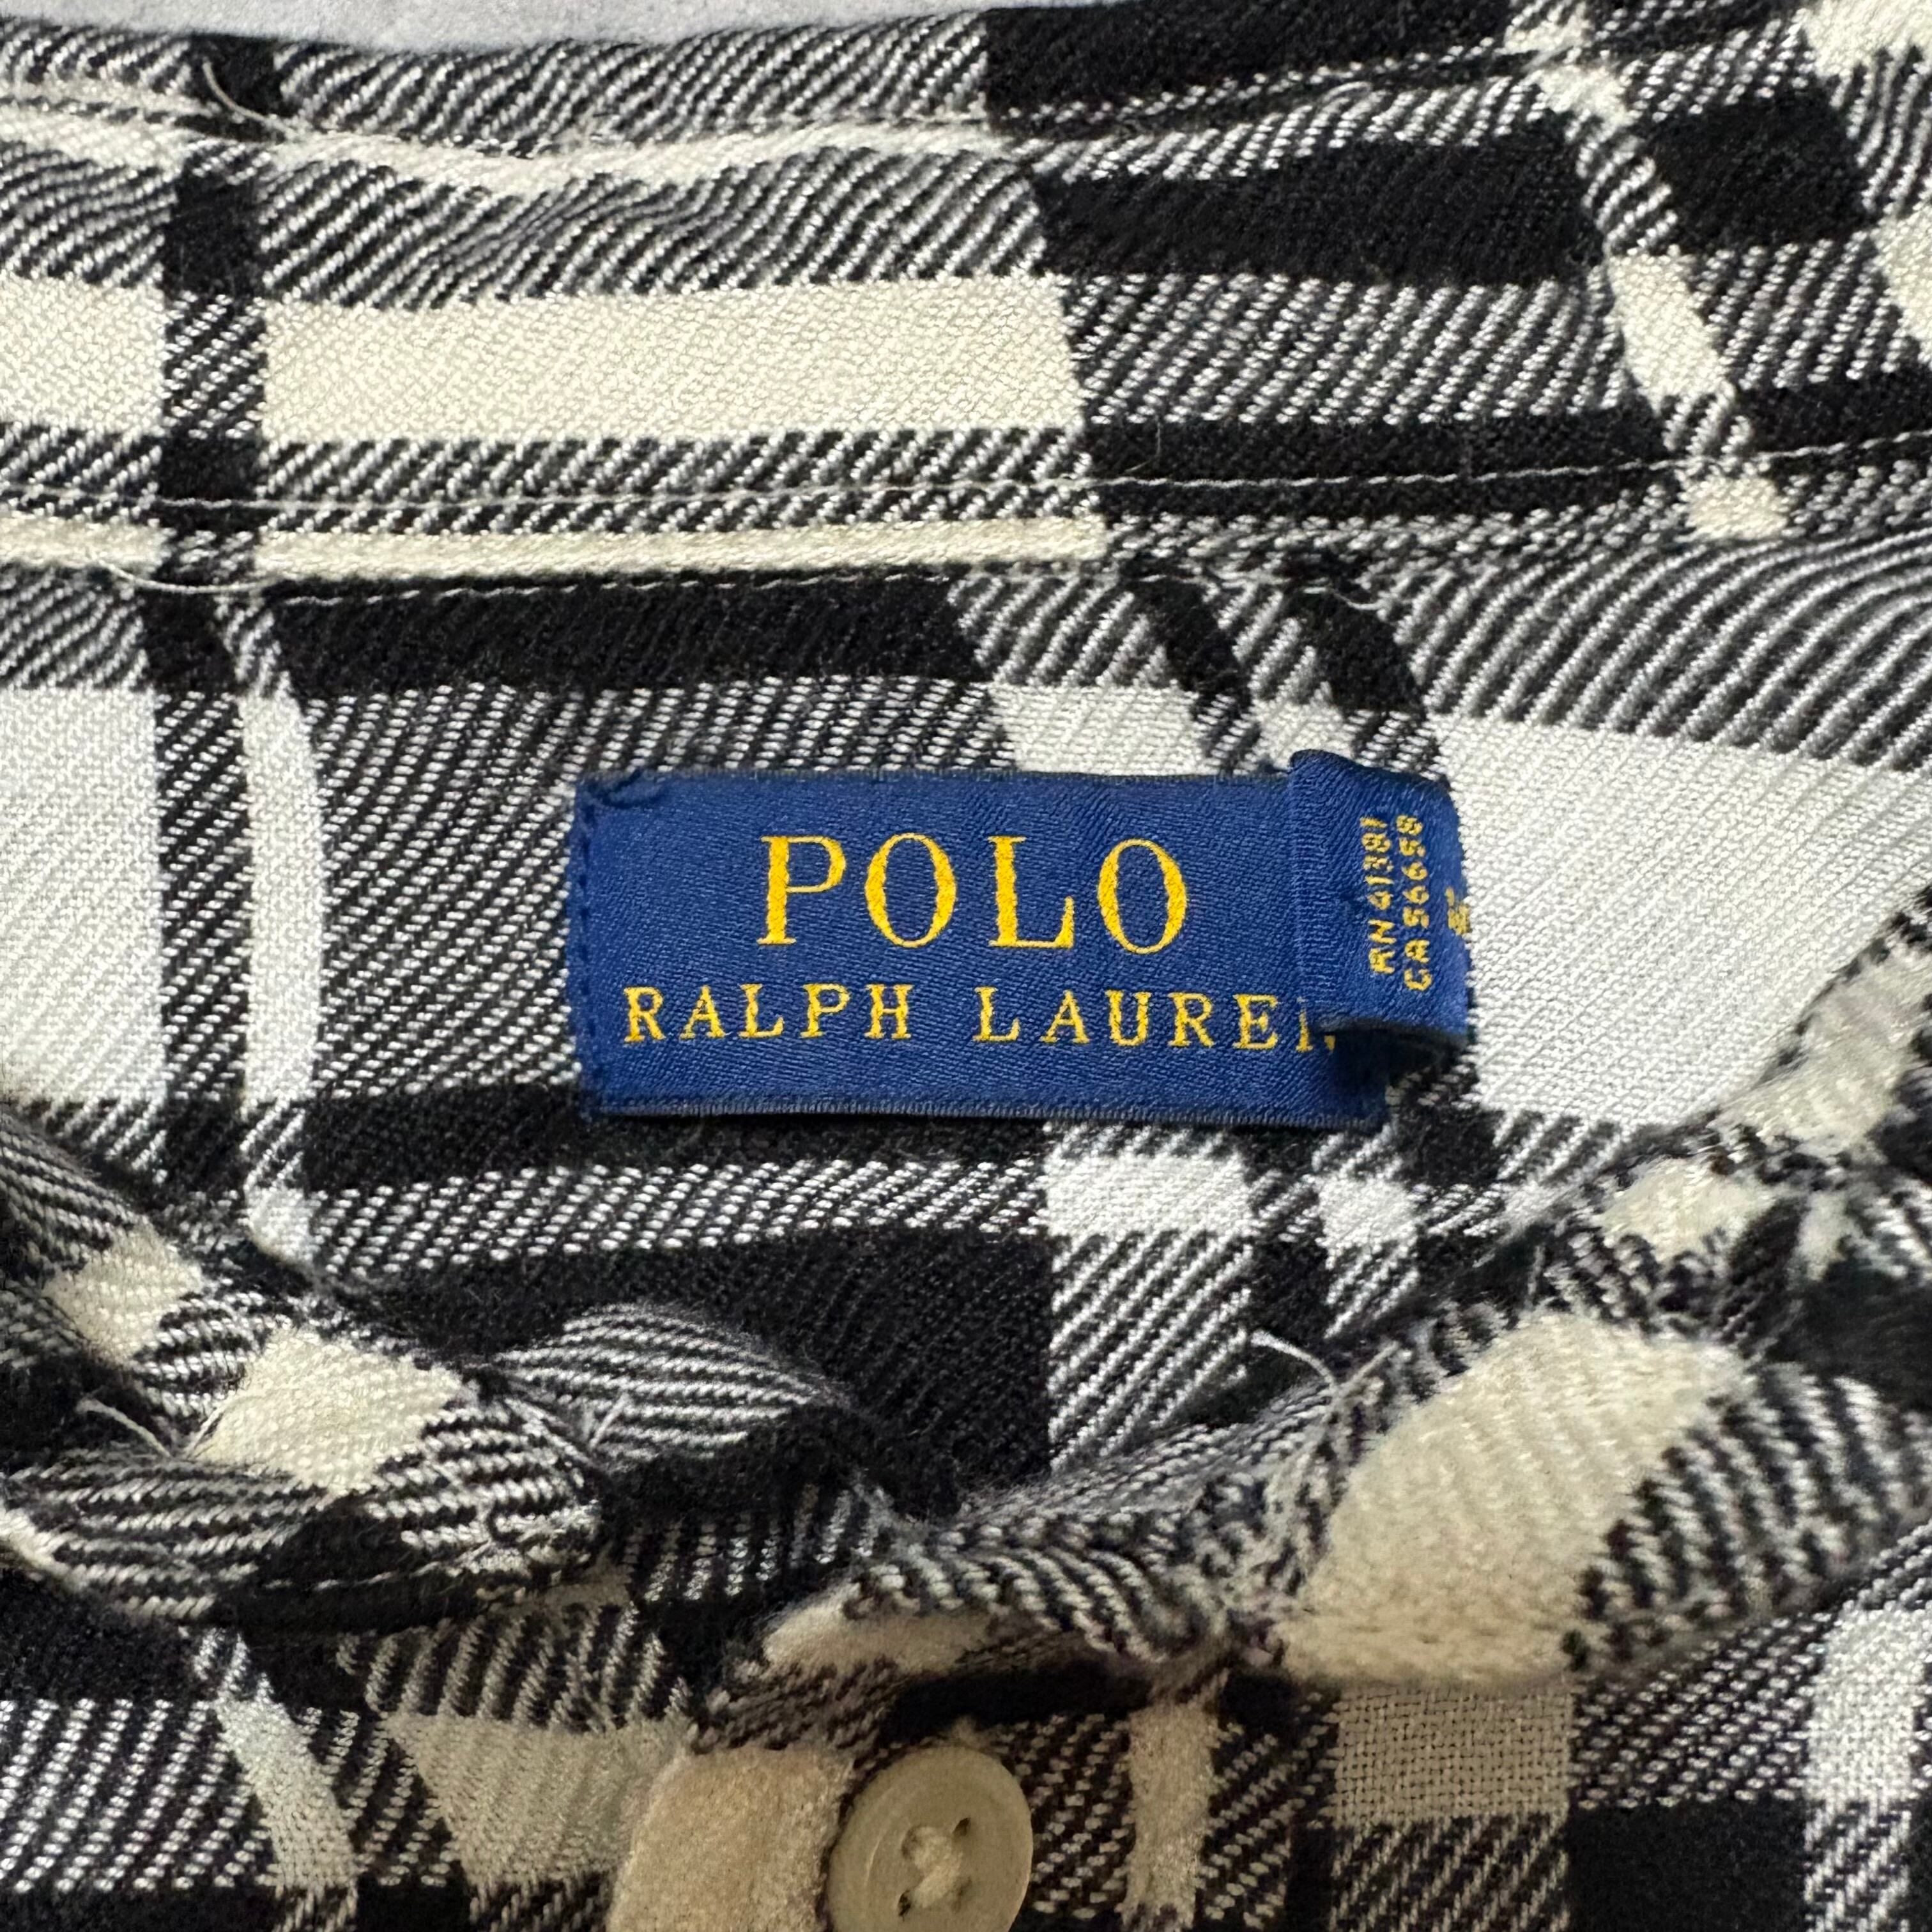 POLO
RALPH LAUREN
RN 41381
CA 56658